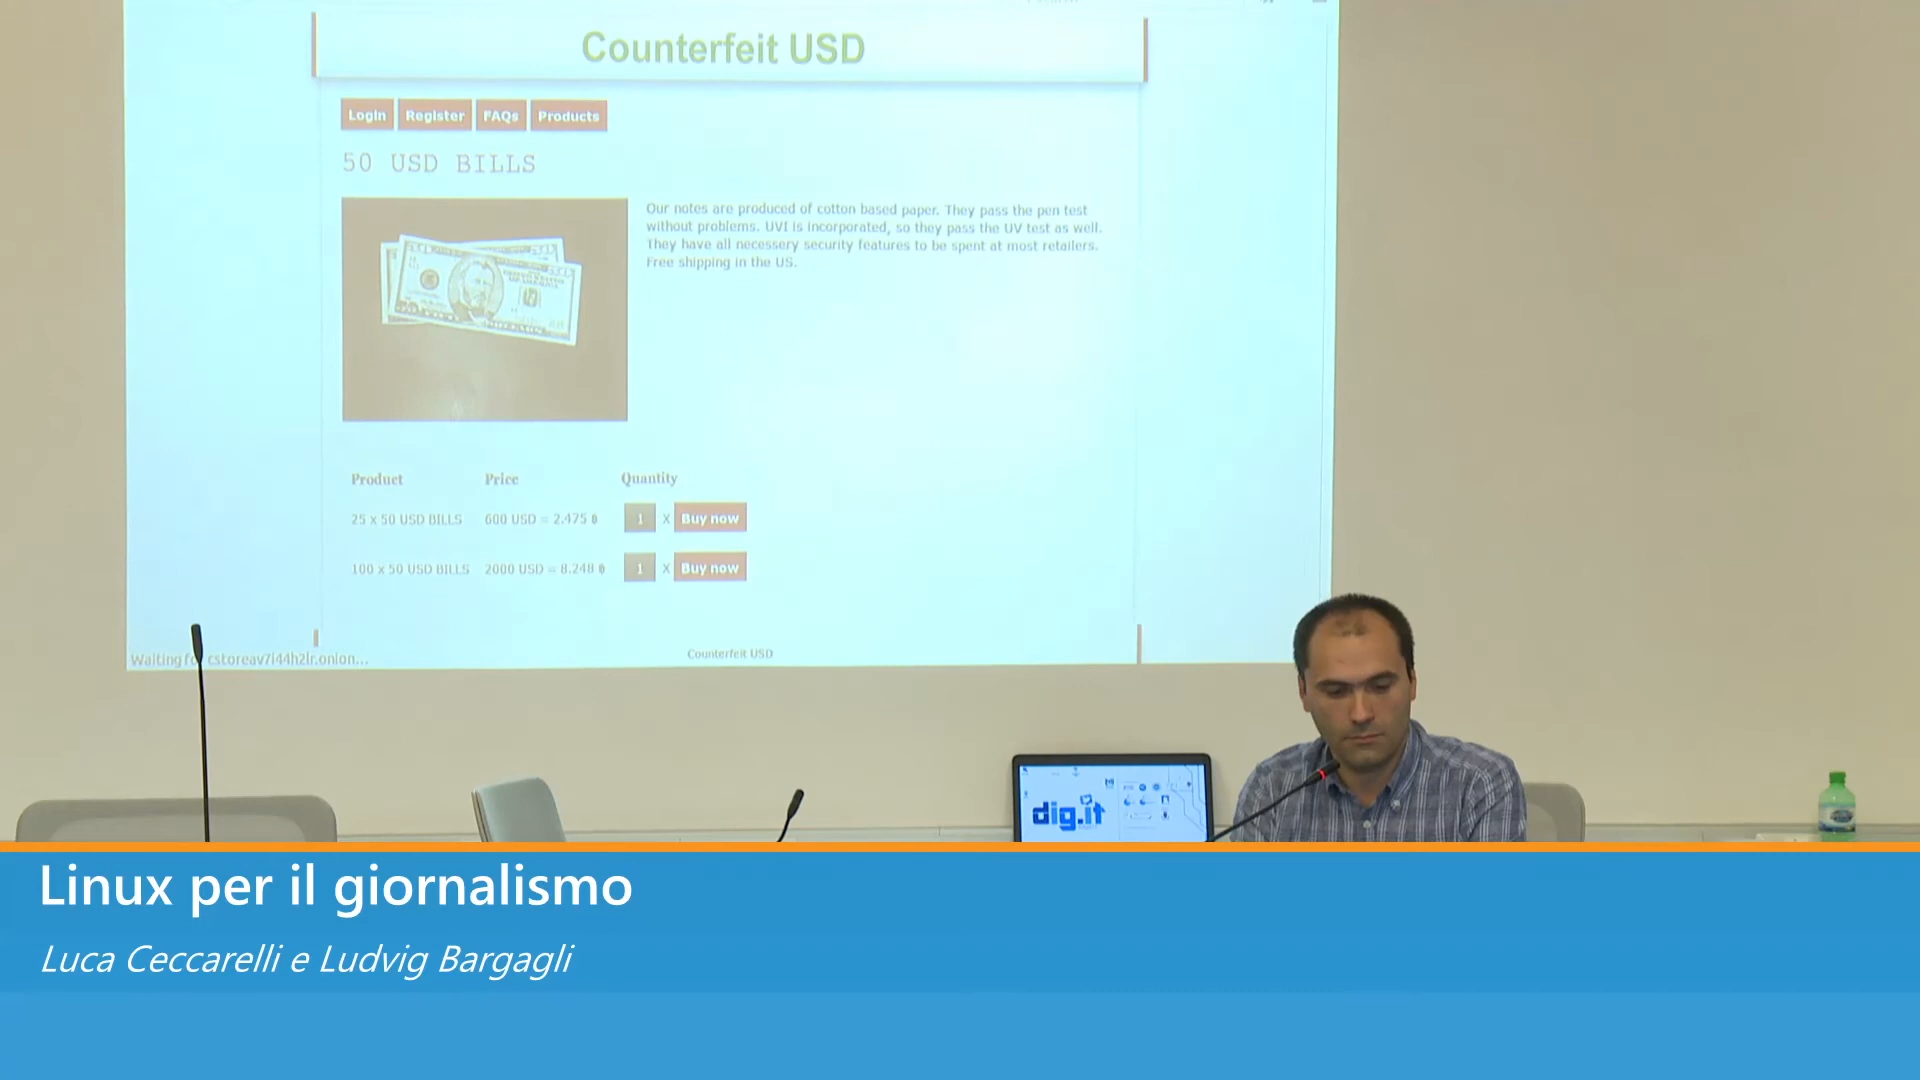 Counterfeit USD
Login Register FAQs Products
50 USD BILLS
Our notes are produced of cotton based paper. They pass the pen test
without problems. UVI is incorporated, so they pass the UV test as well.
They have all necessery security features to be spent at most retailers.
Free shipping in the US.
Product Price Quantity
25 x 50 USD BILLS 600 USD = 2.475 ฿ 1 X Buy now
100 x 50 USD BILLS 2000 USD = 8.248 ฿ 1 X Buy now
Counterfeit USD
Waiting for cstoreav7i44h2lr.onion...
dig.it
Linux per il giornalismo
Luca Ceccarelli e Ludvig Bargagli